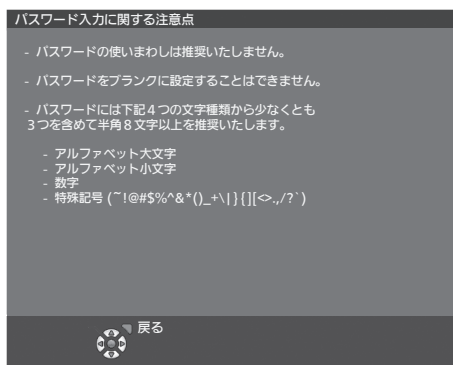 パスワード入力に関する注意点
- パスワードの使いまわしは推奨いたしません。
- パスワードをブランクに設定することはできません。
- パスワードには下記４つの文字種類から少なくとも
３つを含めて半角８文字以上を推奨いたします。
- アルファベット大文字
- アルファベット小文字
- 数字
- 特殊記号 (~!@#$%^&*()_+\|}{][<>.,/?`)
戻る